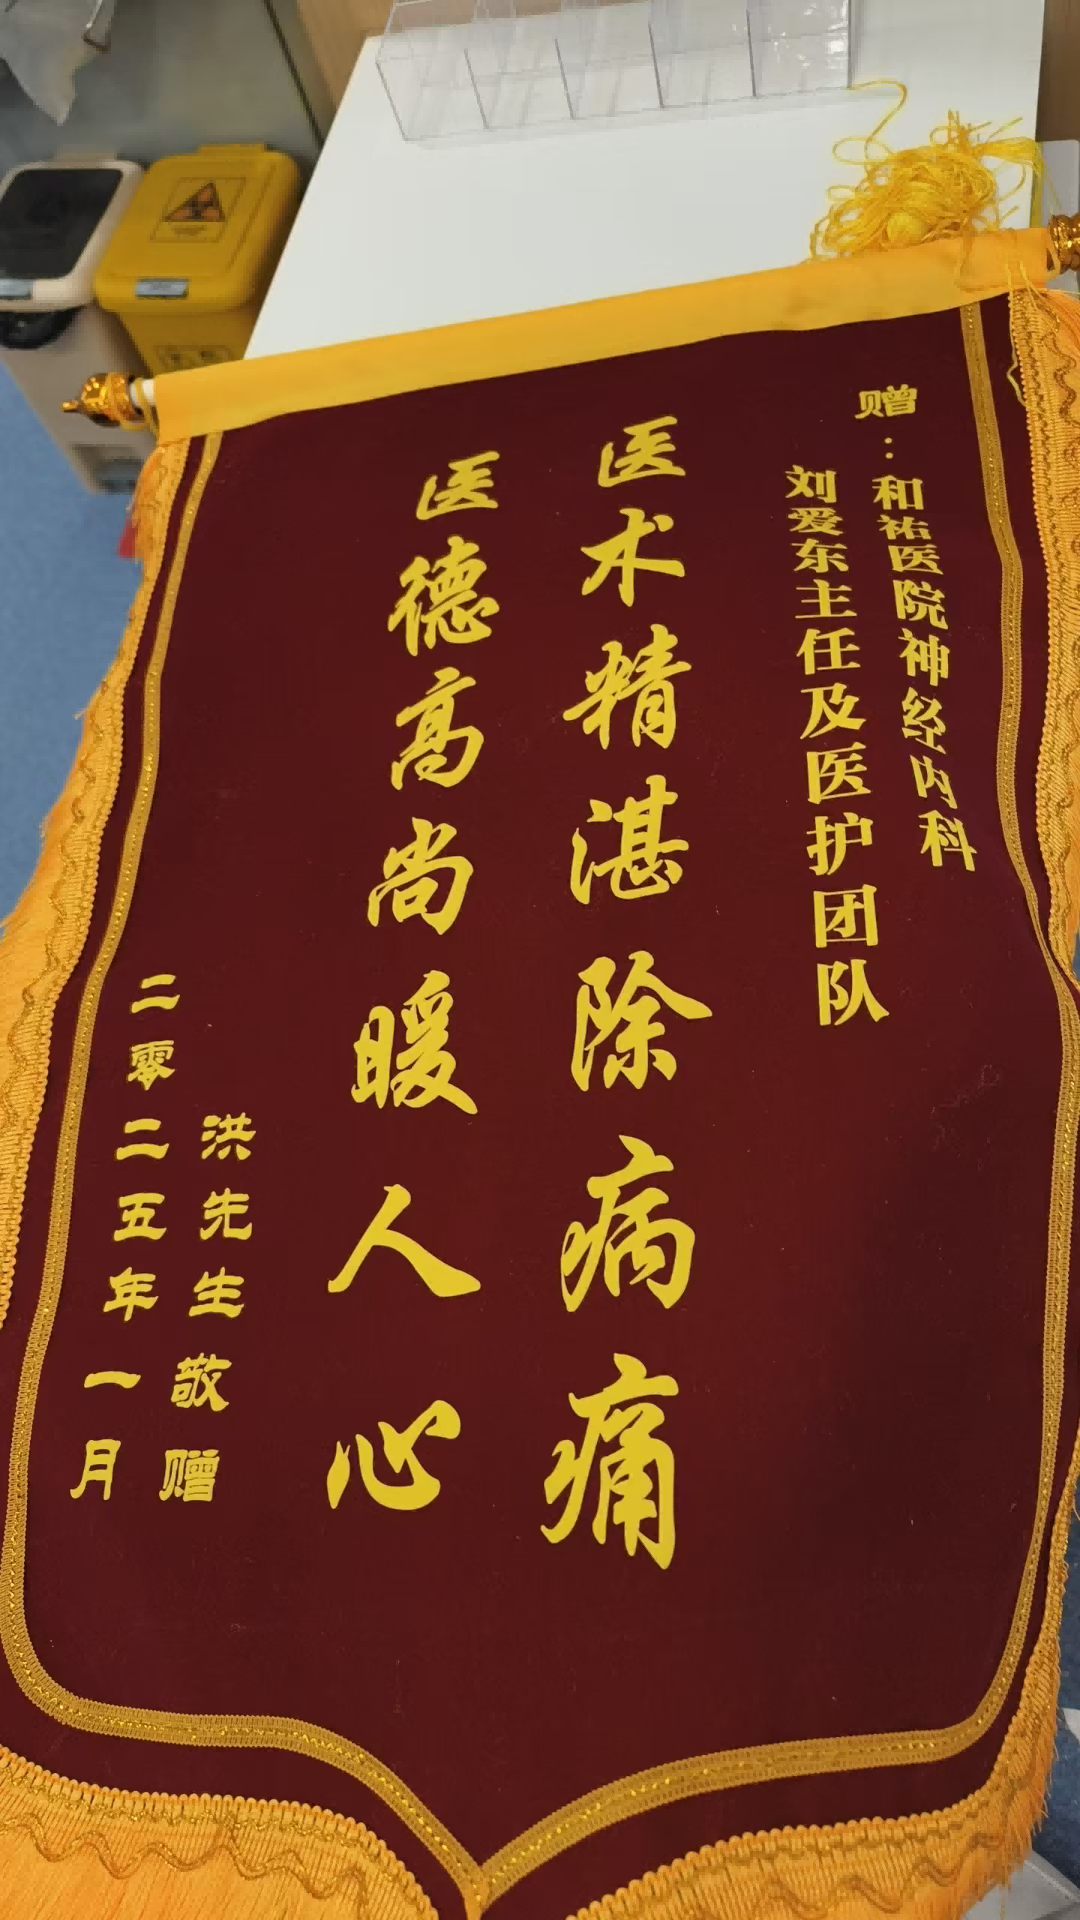 赠：和祐医院神经内科
刘爱东主任及医护团队
医术精湛除病痛
医德高尚暖人心
洪先生敬赠
二零二五年一月